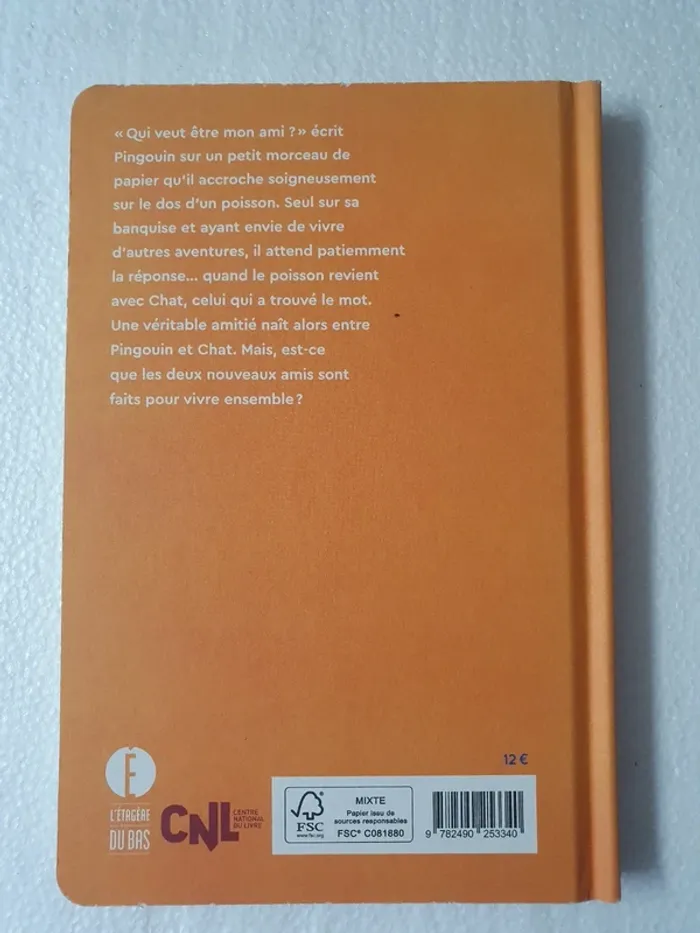 « Qui veut être mon ami ? » écrit
Pingouin sur un petit morceau de
papier qu'il accroche soigneusement
sur le dos d'un poisson. Seul sur sa
banquise et ayant envie de vivre
d'autres aventures, il attend patiemment
la réponse... quand le poisson revient
avec Chat, celui qui a trouvé le mot.
Une véritable amitié naît alors entre
Pingouin et Chat. Mais, est-ce
que les deux nouveaux amis sont
faits pour vivre ensemble ?
12 €
É
L'ÉTAGÈRE
DU BAS
CNL
CENTRE
NATIONAL
DU LIVRE
FSC
www.fsc.org
MIXTE
Papier issu de
sources responsables
FSC® C081880
9 782490 253340